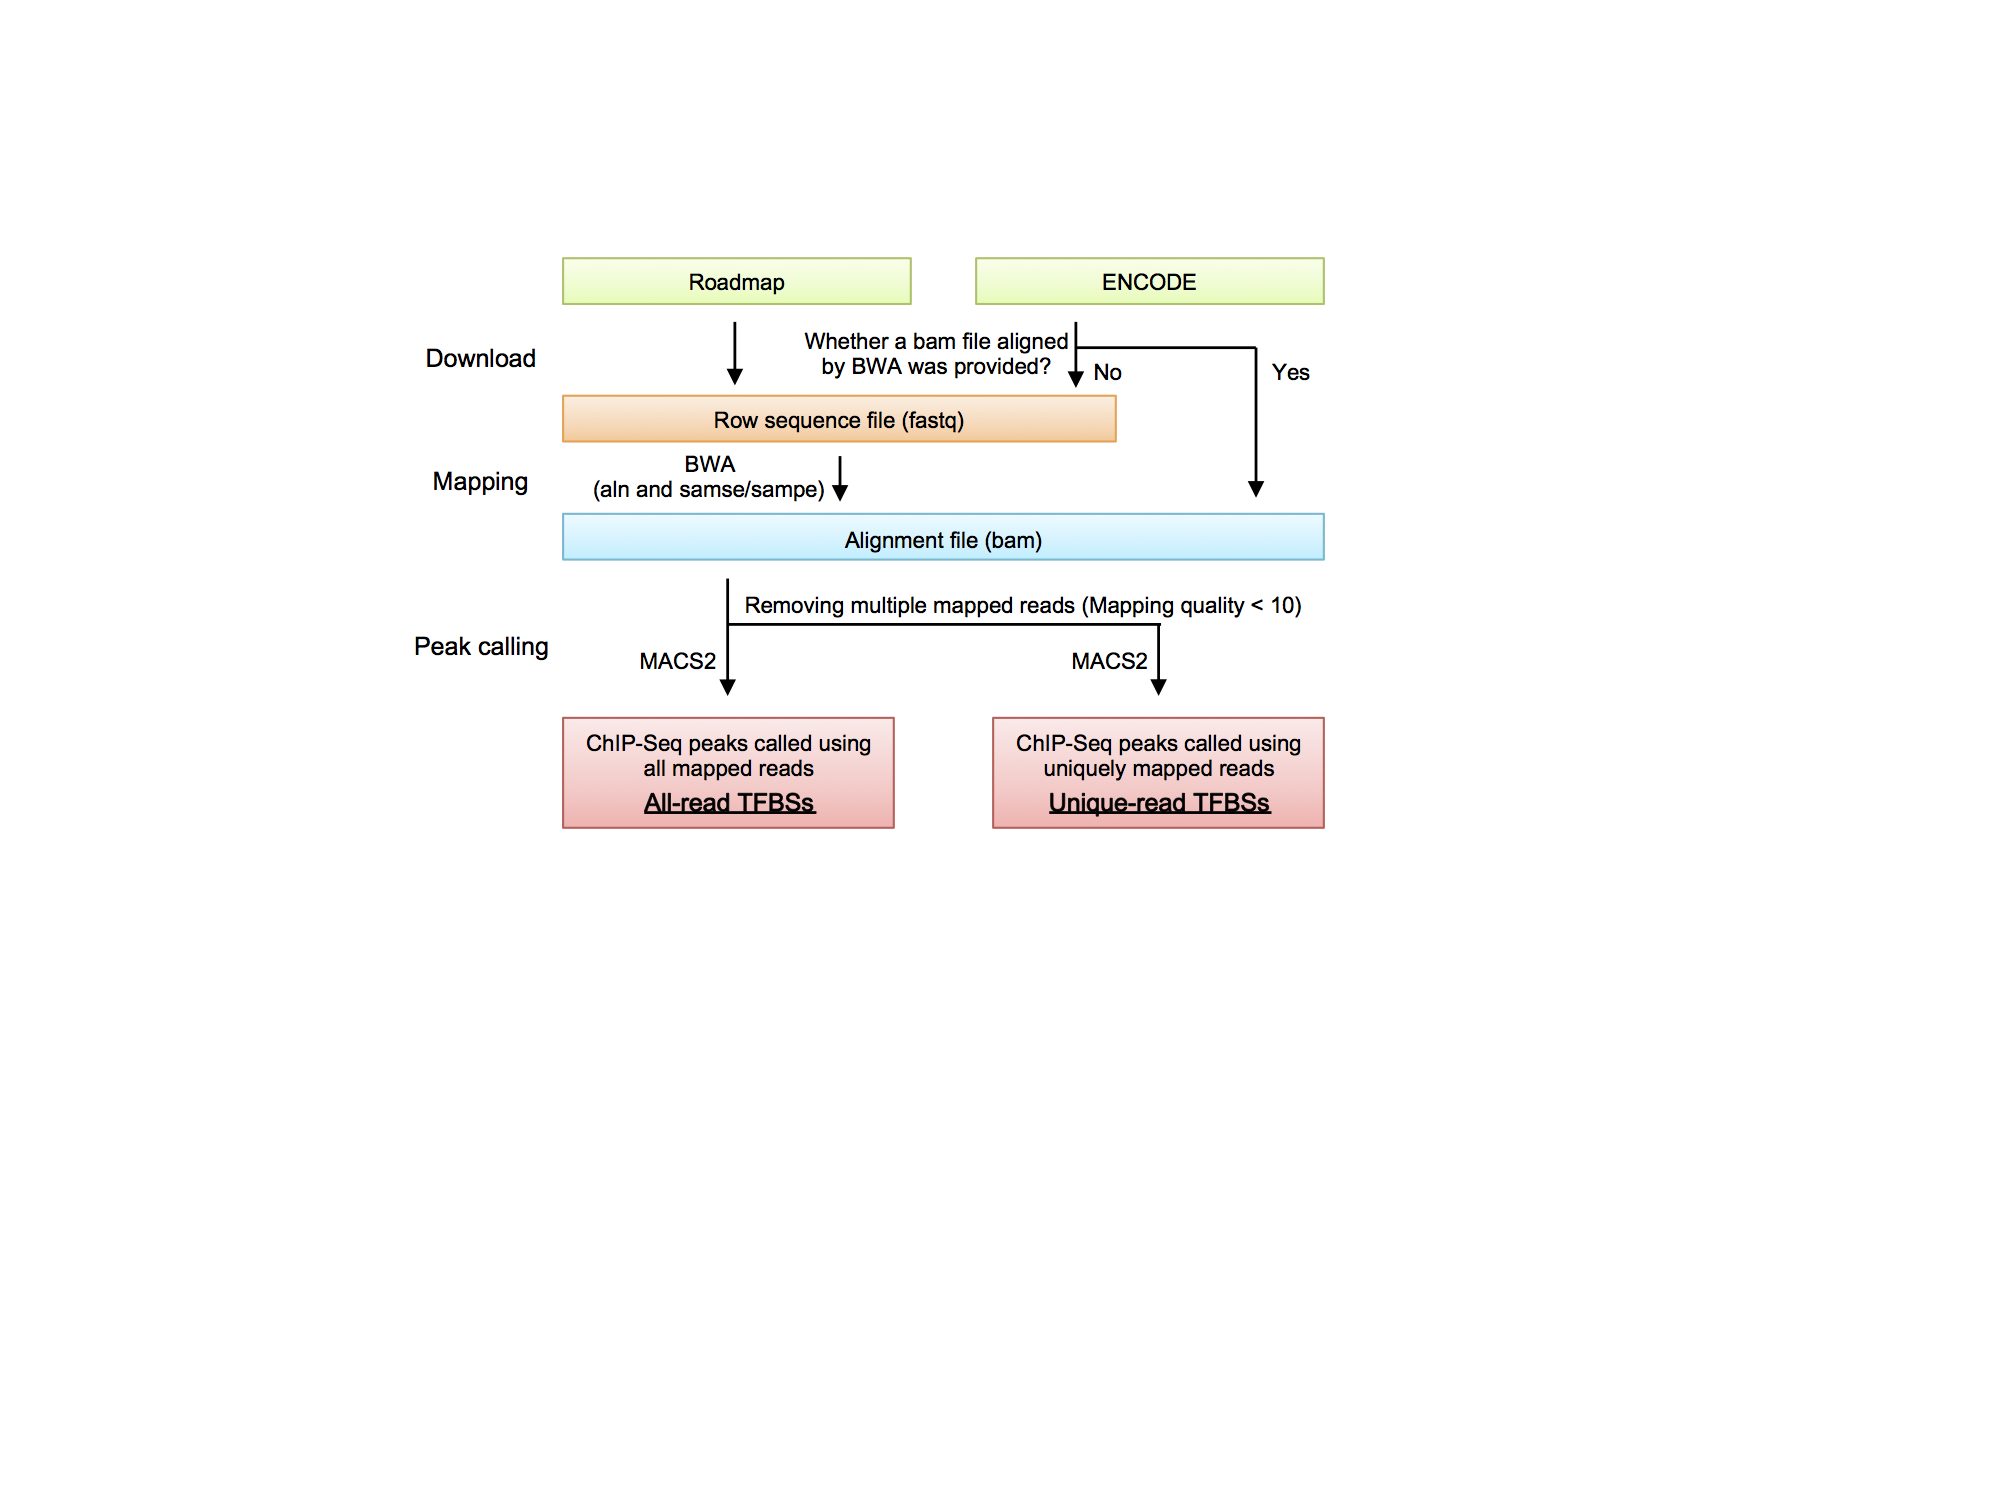 Roadmap
ENCODE
Download
Whether a bam file aligned
by BWA was provided?
No
Yes
Row sequence file (fastq)
Mapping
BWA
(aln and samse/sampe)
Alignment file (bam)
Removing multiple mapped reads (Mapping quality < 10)
Peak calling
MACS2
MACS2
ChIP-Seq peaks called using
all mapped reads
All-read TFBSs
ChIP-Seq peaks called using
uniquely mapped reads
Unique-read TFBSs